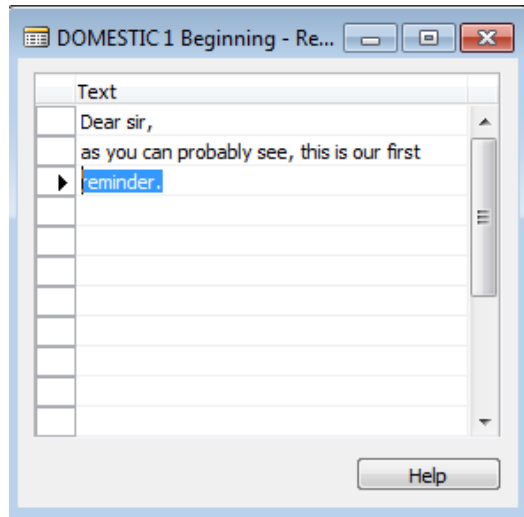 DOMESTIC 1 Beginning - Re...
Text
Dear sir,
as you can probably see, this is our first
reminder.
Help